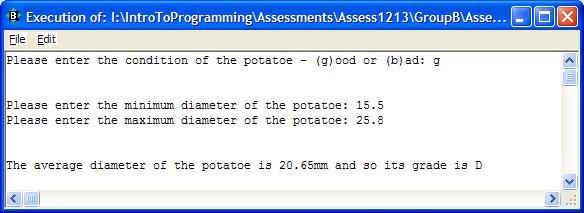 Execution of: I:\IntroToProgramming\Assessments\Assess1213\GroupB\Asse...
File Edit
Please enter the condition of the potatoe - (g)ood or (b)ad: g
Please enter the minimum diameter of the potatoe: 15.5
Please enter the maximum diameter of the potatoe: 25.8
The average diameter of the potatoe is 20.65mm and so its grade is D